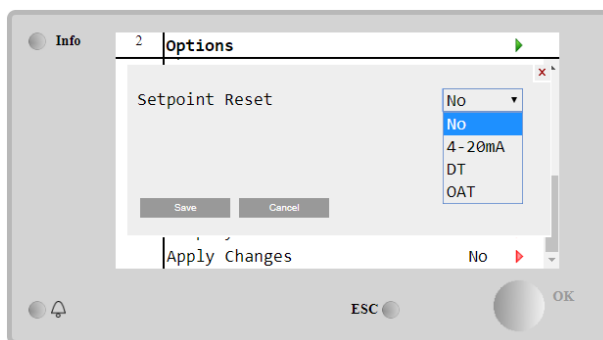 Info
2 Options
×
Setpoint Reset
No
No
4-20mA
DT
OAT
Save
Cancel
Apply Changes No
ESC
OK